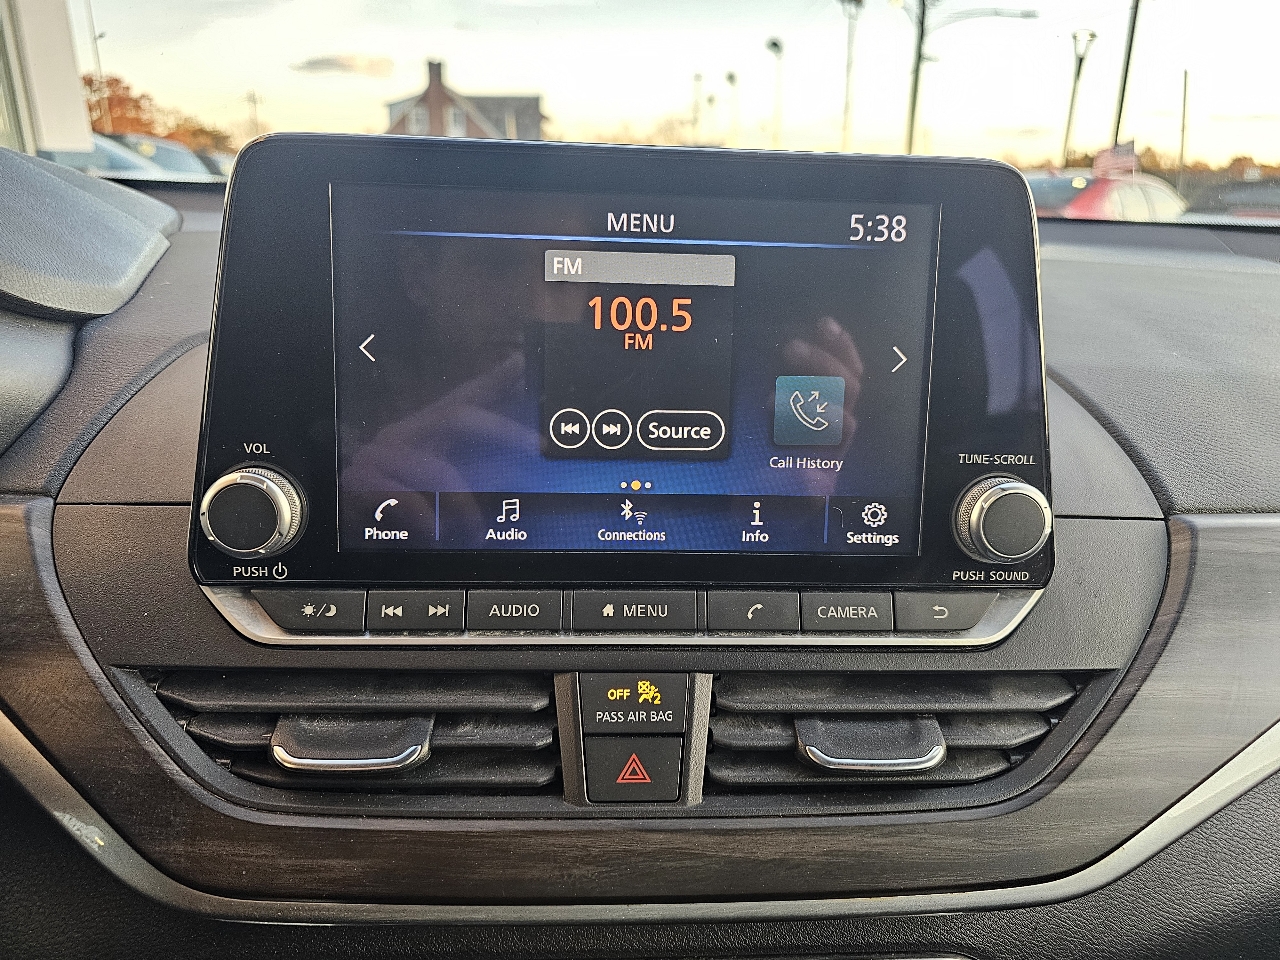 MENU
5:38
FM
100.5
FM
Source
Call History
VOL
TUNE·SCROLL
Phone
Audio
Connections
Info
Settings
PUSH
PUSH SOUND
AUDIO
MENU
CAMERA
OFF
2
PASS AIR BAG